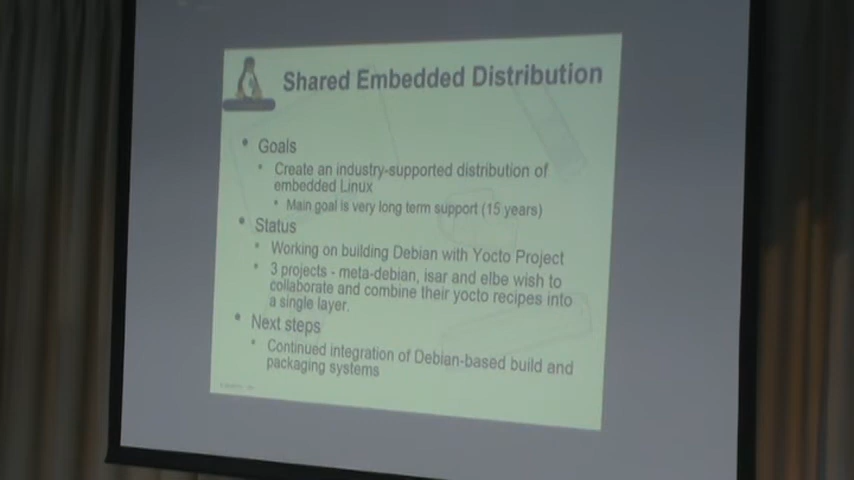 Shared Embedded Distribution
• Goals
• Create an industry-supported distribution of
embedded Linux
• Main goal is very long term support (15 years)
• Status
• Working on building Debian with Yocto Project
• 3 projects - meta-debian, isar and elbe wish to
collaborate and combine their yocto recipes into
a single layer.
• Next steps
• Continued integration of Debian-based build and
packaging systems